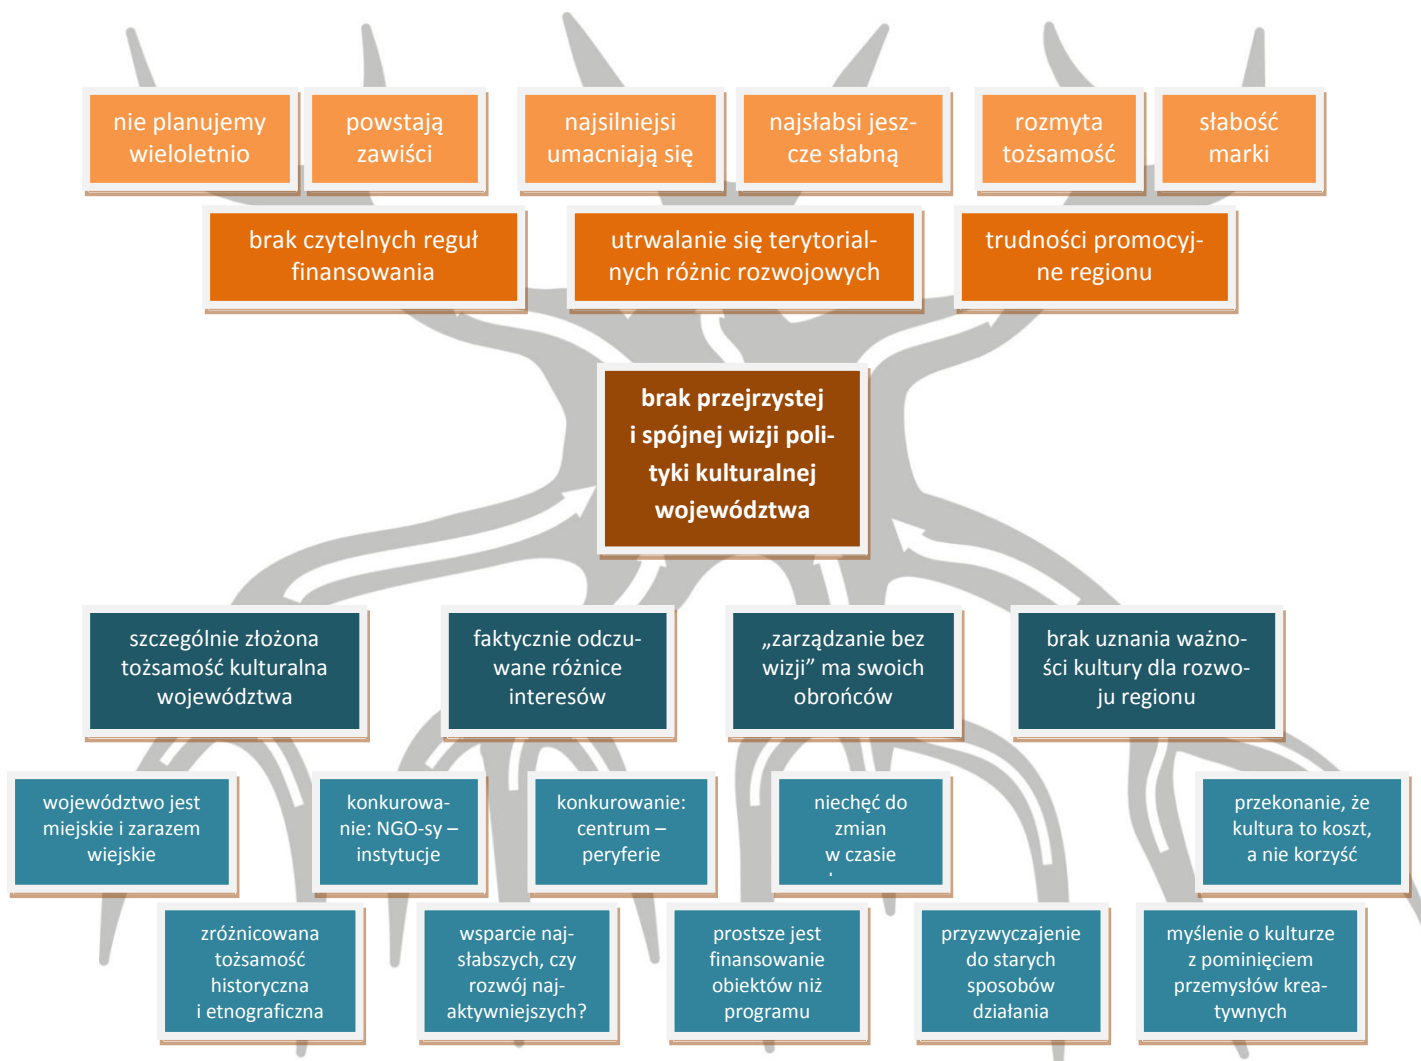 nie planujemy
wieloletnio
powstają
zawiści
najsilniejsi
umacniają się
najsłabsi jesz-
cze słabną
rozmyta
tożsamość
słabość
marki
brak czytelnych reguł
finansowania
utrwalanie się terytorial-
nych różnic rozwojowych
trudności promocyj-
ne regionu
brak przejrzystej
i spójnej wizji poli-
tyki kulturalnej
województwa
szczególnie złożona
tożsamość kulturalna
województwa
faktycznie odczu-
wane różnice
interesów
„zarządzanie bez
wizji” ma swoich
obrońców
brak uznania ważno-
ści kultury dla rozwo-
ju regionu
województwo jest
miejskie i zarazem
wiejskie
konkurowa-
nie: NGO-sy –
instytucje
konkurowanie:
centrum –
peryferie
niechęć do
zmian
w czasie
przekonanie, że
kultura to koszt,
a nie korzyść
zróżnicowana
tożsamość
historyczna
i etnograficzna
wsparcie naj-
słabszych, czy
rozwój naj-
aktywniejszych?
prostsze jest
finansowanie
obiektów niż
programu
przyzwyczajenie
do starych
sposobów
działania
myślenie o kulturze
z pominięciem
przemysłów krea-
tywnych